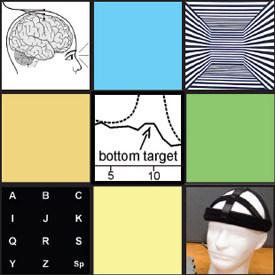 bottom target
5 10
A B C
I J K
Q R S
Y Z Sp